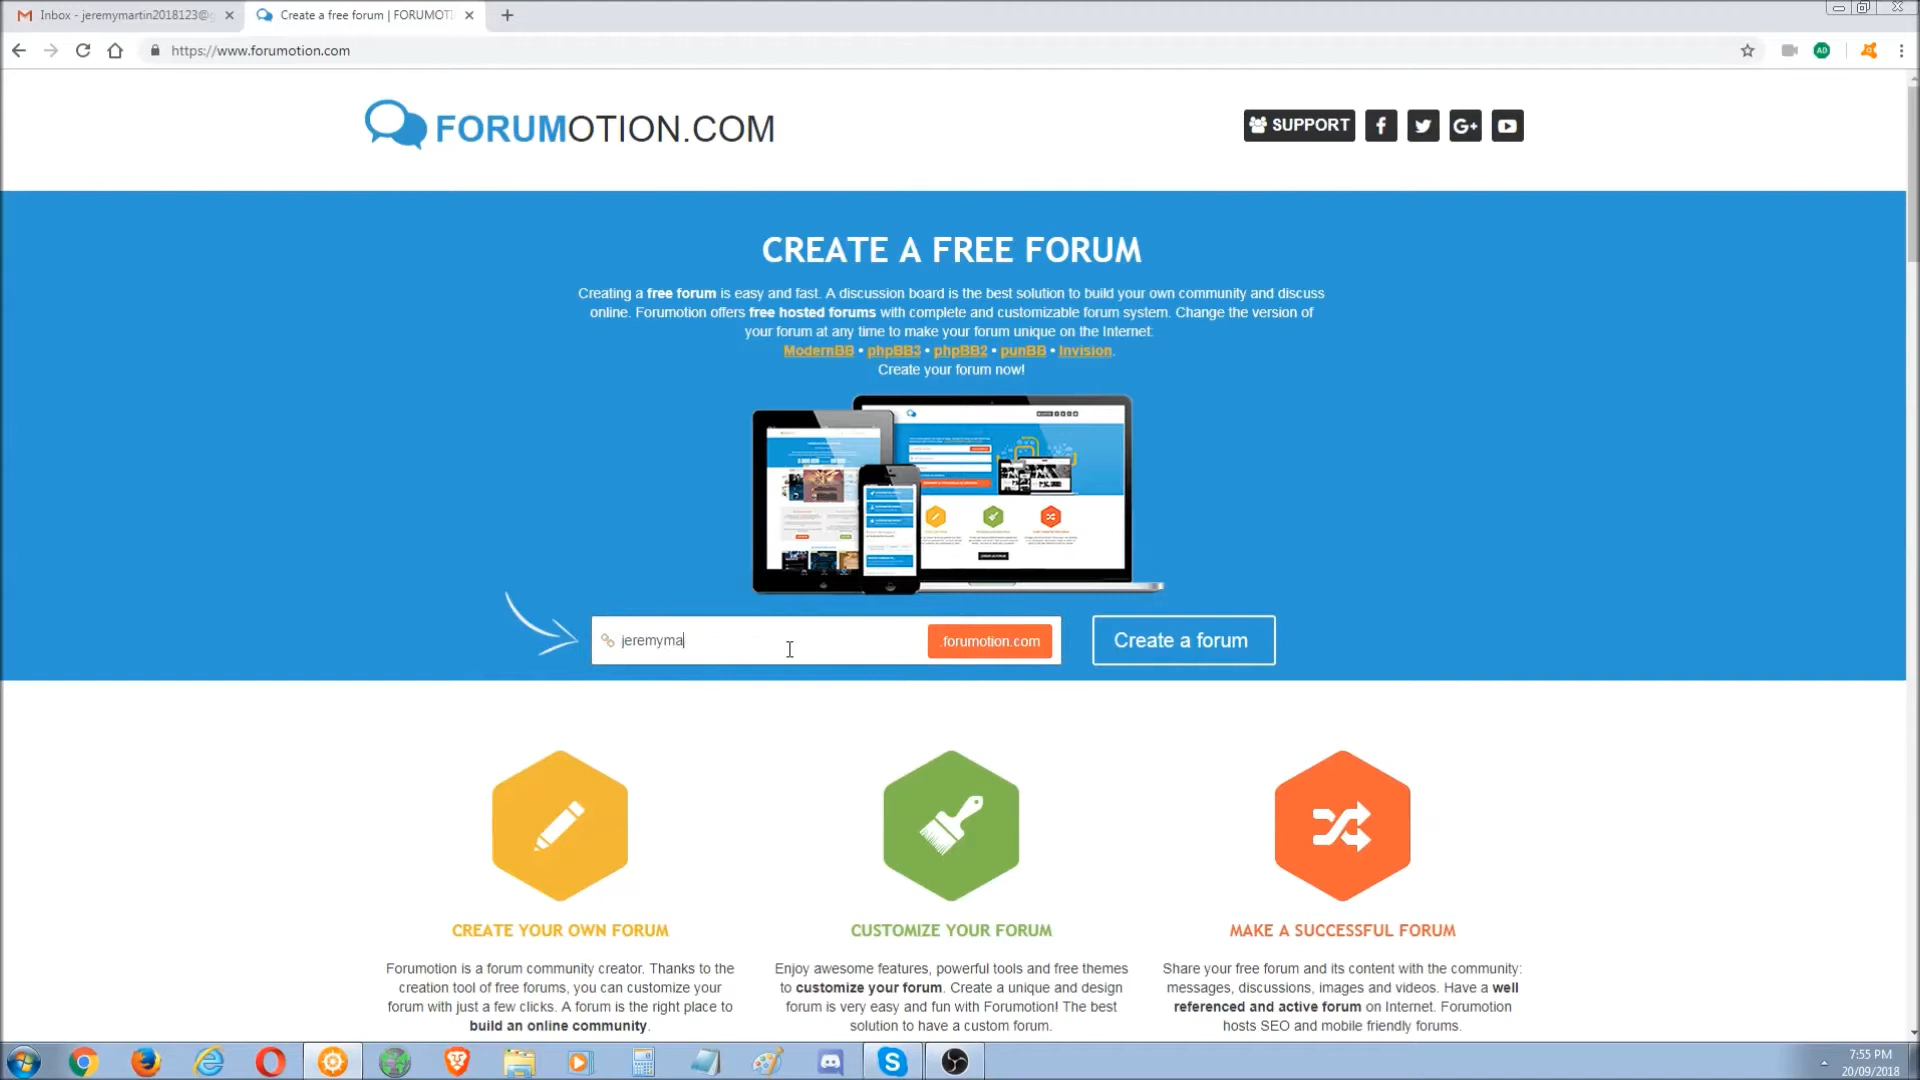 Inbox - jeremymartin2018123@
Create a free forum | FORUMOTI
https://www.forumotion.com
AD
FORUMOTION.COM
SUPPORT
G+
CREATE A FREE FORUM
Creating a free forum is easy and fast. A discussion board is the best solution to build your own community and discuss
online. Forumotion offers free hosted forums with complete and customizable forum system. Change the version of
your forum at any time to make your forum unique on the Internet:
ModernBB • phpBB3 • phpBB2 • punBB • Invision.
Create your forum now!
jeremyma
.forumotion.com
Create a forum
CREATE YOUR OWN FORUM
Forumotion is a forum community creator. Thanks to the
creation tool of free forums, you can customize your
forum with just a few clicks. A forum is the right place to
build an online community.
CUSTOMIZE YOUR FORUM
Enjoy awesome features, powerful tools and free themes
to customize your forum. Create a unique and design
forum is very easy and fun with Forumotion! The best
solution to have a custom forum.
MAKE A SUCCESSFUL FORUM
Share your free forum and its content with the community:
messages, discussions, images and videos. Have a well
referenced and active forum on Internet. Forumotion
hosts SEO and mobile friendly forums.
7:55 PM
20/09/2018